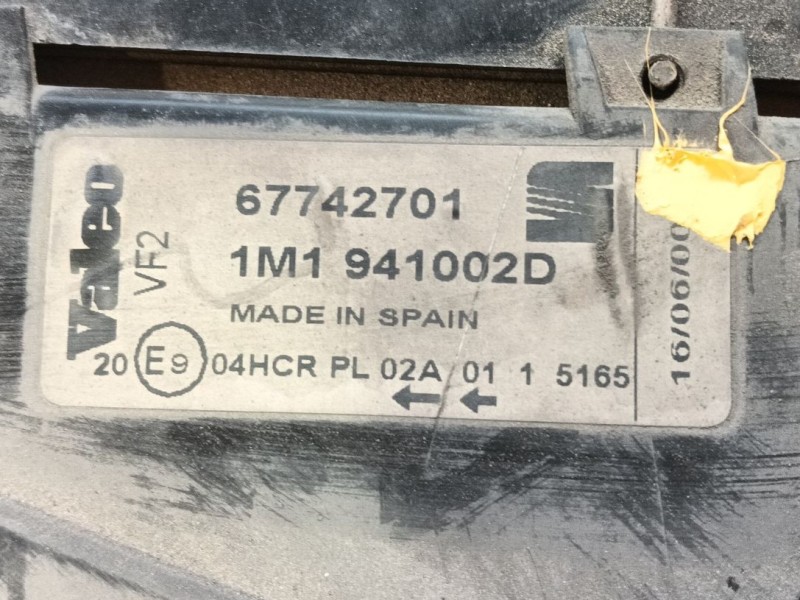 Valeo
VF2
67742701
1M1 941002D
MADE IN SPAIN
20 E9 04HCR PL 02A 01 1 5165
16/06/00